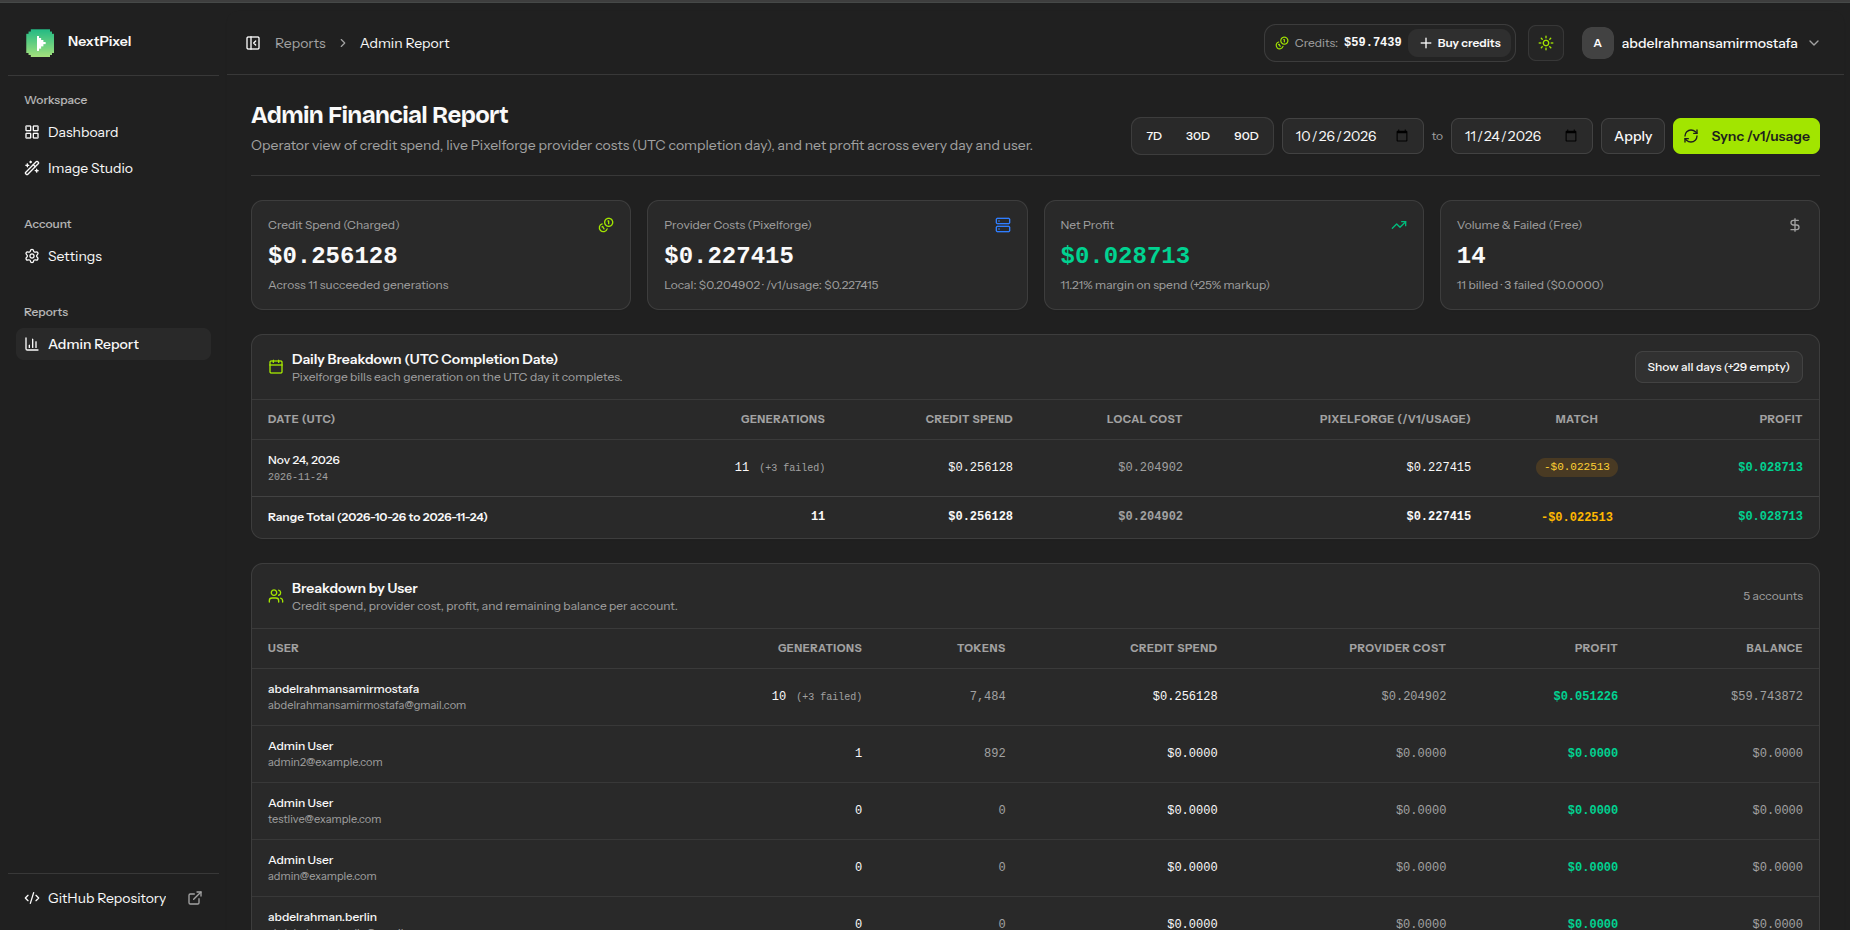 NextPixel
Reports > Admin Report
Credits: $59.7439
+ Buy credits
A
abdelrahmansamirmostafa
Workspace
Dashboard
Image Studio
Account
Settings
Reports
Admin Report
GitHub Repository
Admin Financial Report
Operator view of credit spend, live Pixelforge provider costs (UTC completion day), and net profit across every day and user.
7D 30D 90D
10/26/2026 to 11/24/2026
Apply
Sync /v1/usage
Credit Spend (Charged)
$0.256128
Across 11 succeeded generations
Provider Costs (Pixelforge)
$0.227415
Local: $0.204902 · /v1/usage: $0.227415
Net Profit
$0.028713
11.21% margin on spend (+25% markup)
Volume & Failed (Free)
14
11 billed · 3 failed ($0.0000)
Daily Breakdown (UTC Completion Date)
Pixelforge bills each generation on the UTC day it completes.
Show all days (+29 empty)
DATE (UTC) GENERATIONS CREDIT SPEND LOCAL COST PIXELFORGE (/V1/USAGE) MATCH PROFIT
Nov 24, 2026
2026-11-24
11 (+3 failed) $0.256128 $0.204902 $0.227415 -$0.022513 $0.028713
Range Total (2026-10-26 to 2026-11-24) 11 $0.256128 $0.204902 $0.227415 -$0.022513 $0.028713
Breakdown by User
Credit spend, provider cost, profit, and remaining balance per account.
5 accounts
USER GENERATIONS TOKENS CREDIT SPEND PROVIDER COST PROFIT BALANCE
abdelrahmansamirmostafa
abdelrahmansamirmostafa@gmail.com
10 (+3 failed) 7,484 $0.256128 $0.204902 $0.051226 $59.743872
Admin User
admin2@example.com
1 892 $0.0000 $0.0000 $0.0000 $0.0000
Admin User
testlive@example.com
0 0 $0.0000 $0.0000 $0.0000 $0.0000
Admin User
admin@example.com
0 0 $0.0000 $0.0000 $0.0000 $0.0000
abdelrahman.berlin
0 0 $0.0000 $0.0000 $0.0000 $0.0000